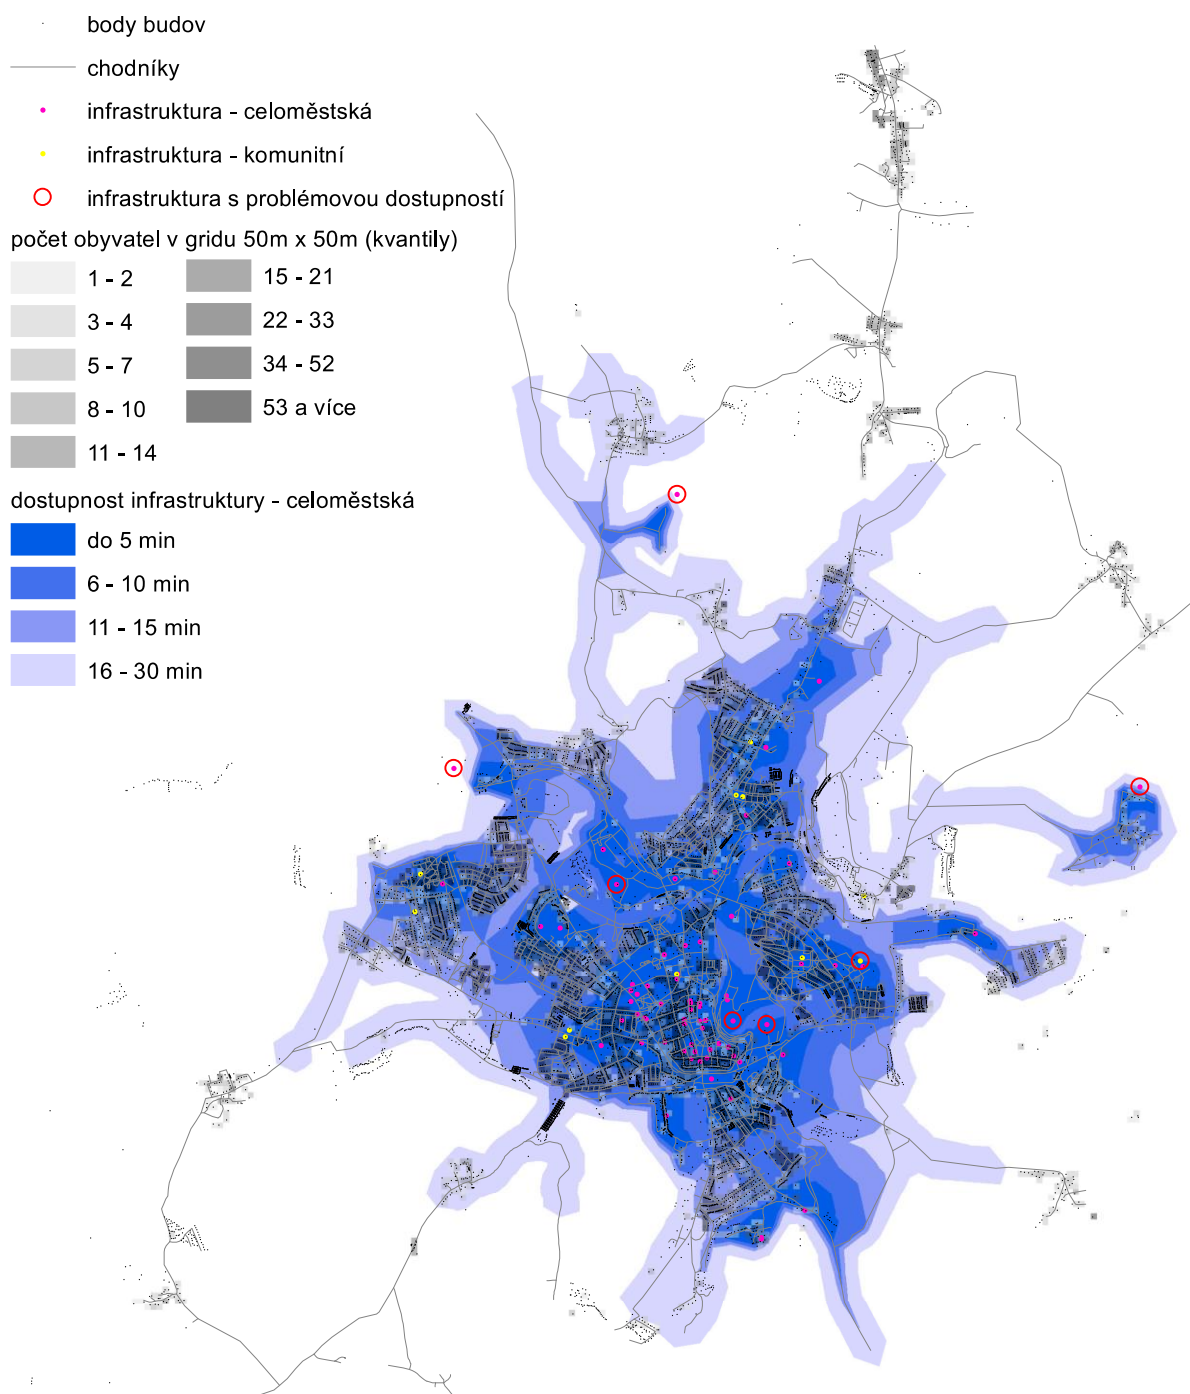 body budov
chodníky
infrastruktura - celoměstská
infrastruktura - komunitní
infrastruktura s problémovou dostupností
počet obyvatel v gridu 50m x 50m (kvantily)
1 - 2
15 - 21
3 - 4
22 - 33
5 - 7
34 - 52
8 - 10
53 a více
11 - 14
dostupnost infrastruktury - celoměstská
do 5 min
6 - 10 min
11 - 15 min
16 - 30 min